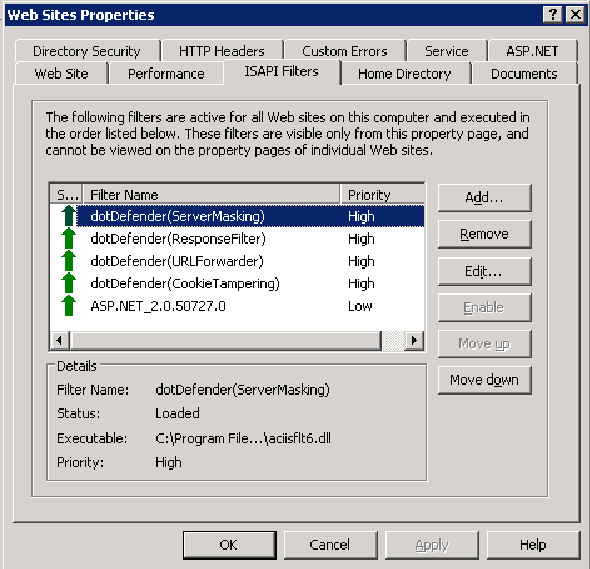 Web Sites Properties
Directory Security HTTP Headers Custom Errors Service ASP.NET
Web Site Performance ISAPI Filters Home Directory Documents
The following filters are active for all Web sites on this computer and executed in
the order listed below. These filters are visible only from this property page, and
cannot be viewed on the property pages of individual Web sites.
S... Filter Name Priority
dotDefender(ServerMasking) High
dotDefender(ResponseFilter) High
dotDefender(URLForwarder) High
dotDefender(CookieTampering) High
ASP.NET_2.0.50727.0 Low
Add...
Remove
Edit...
Enable
Move up
Move down
Details
Filter Name: dotDefender(ServerMasking)
Status: Loaded
Executable: C:\Program File...\aciisflt6.dll
Priority: High
OK Cancel Apply Help